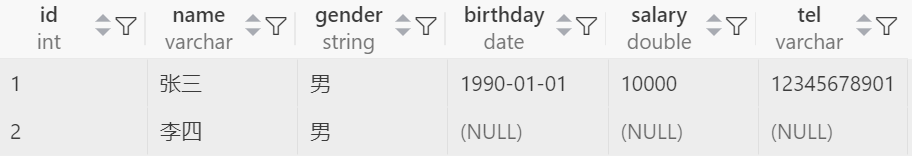 id name gender birthday salary tel
int varchar string date double varchar
1 张三 男 1990-01-01 10000 12345678901
2 李四 男 (NULL) (NULL) (NULL)